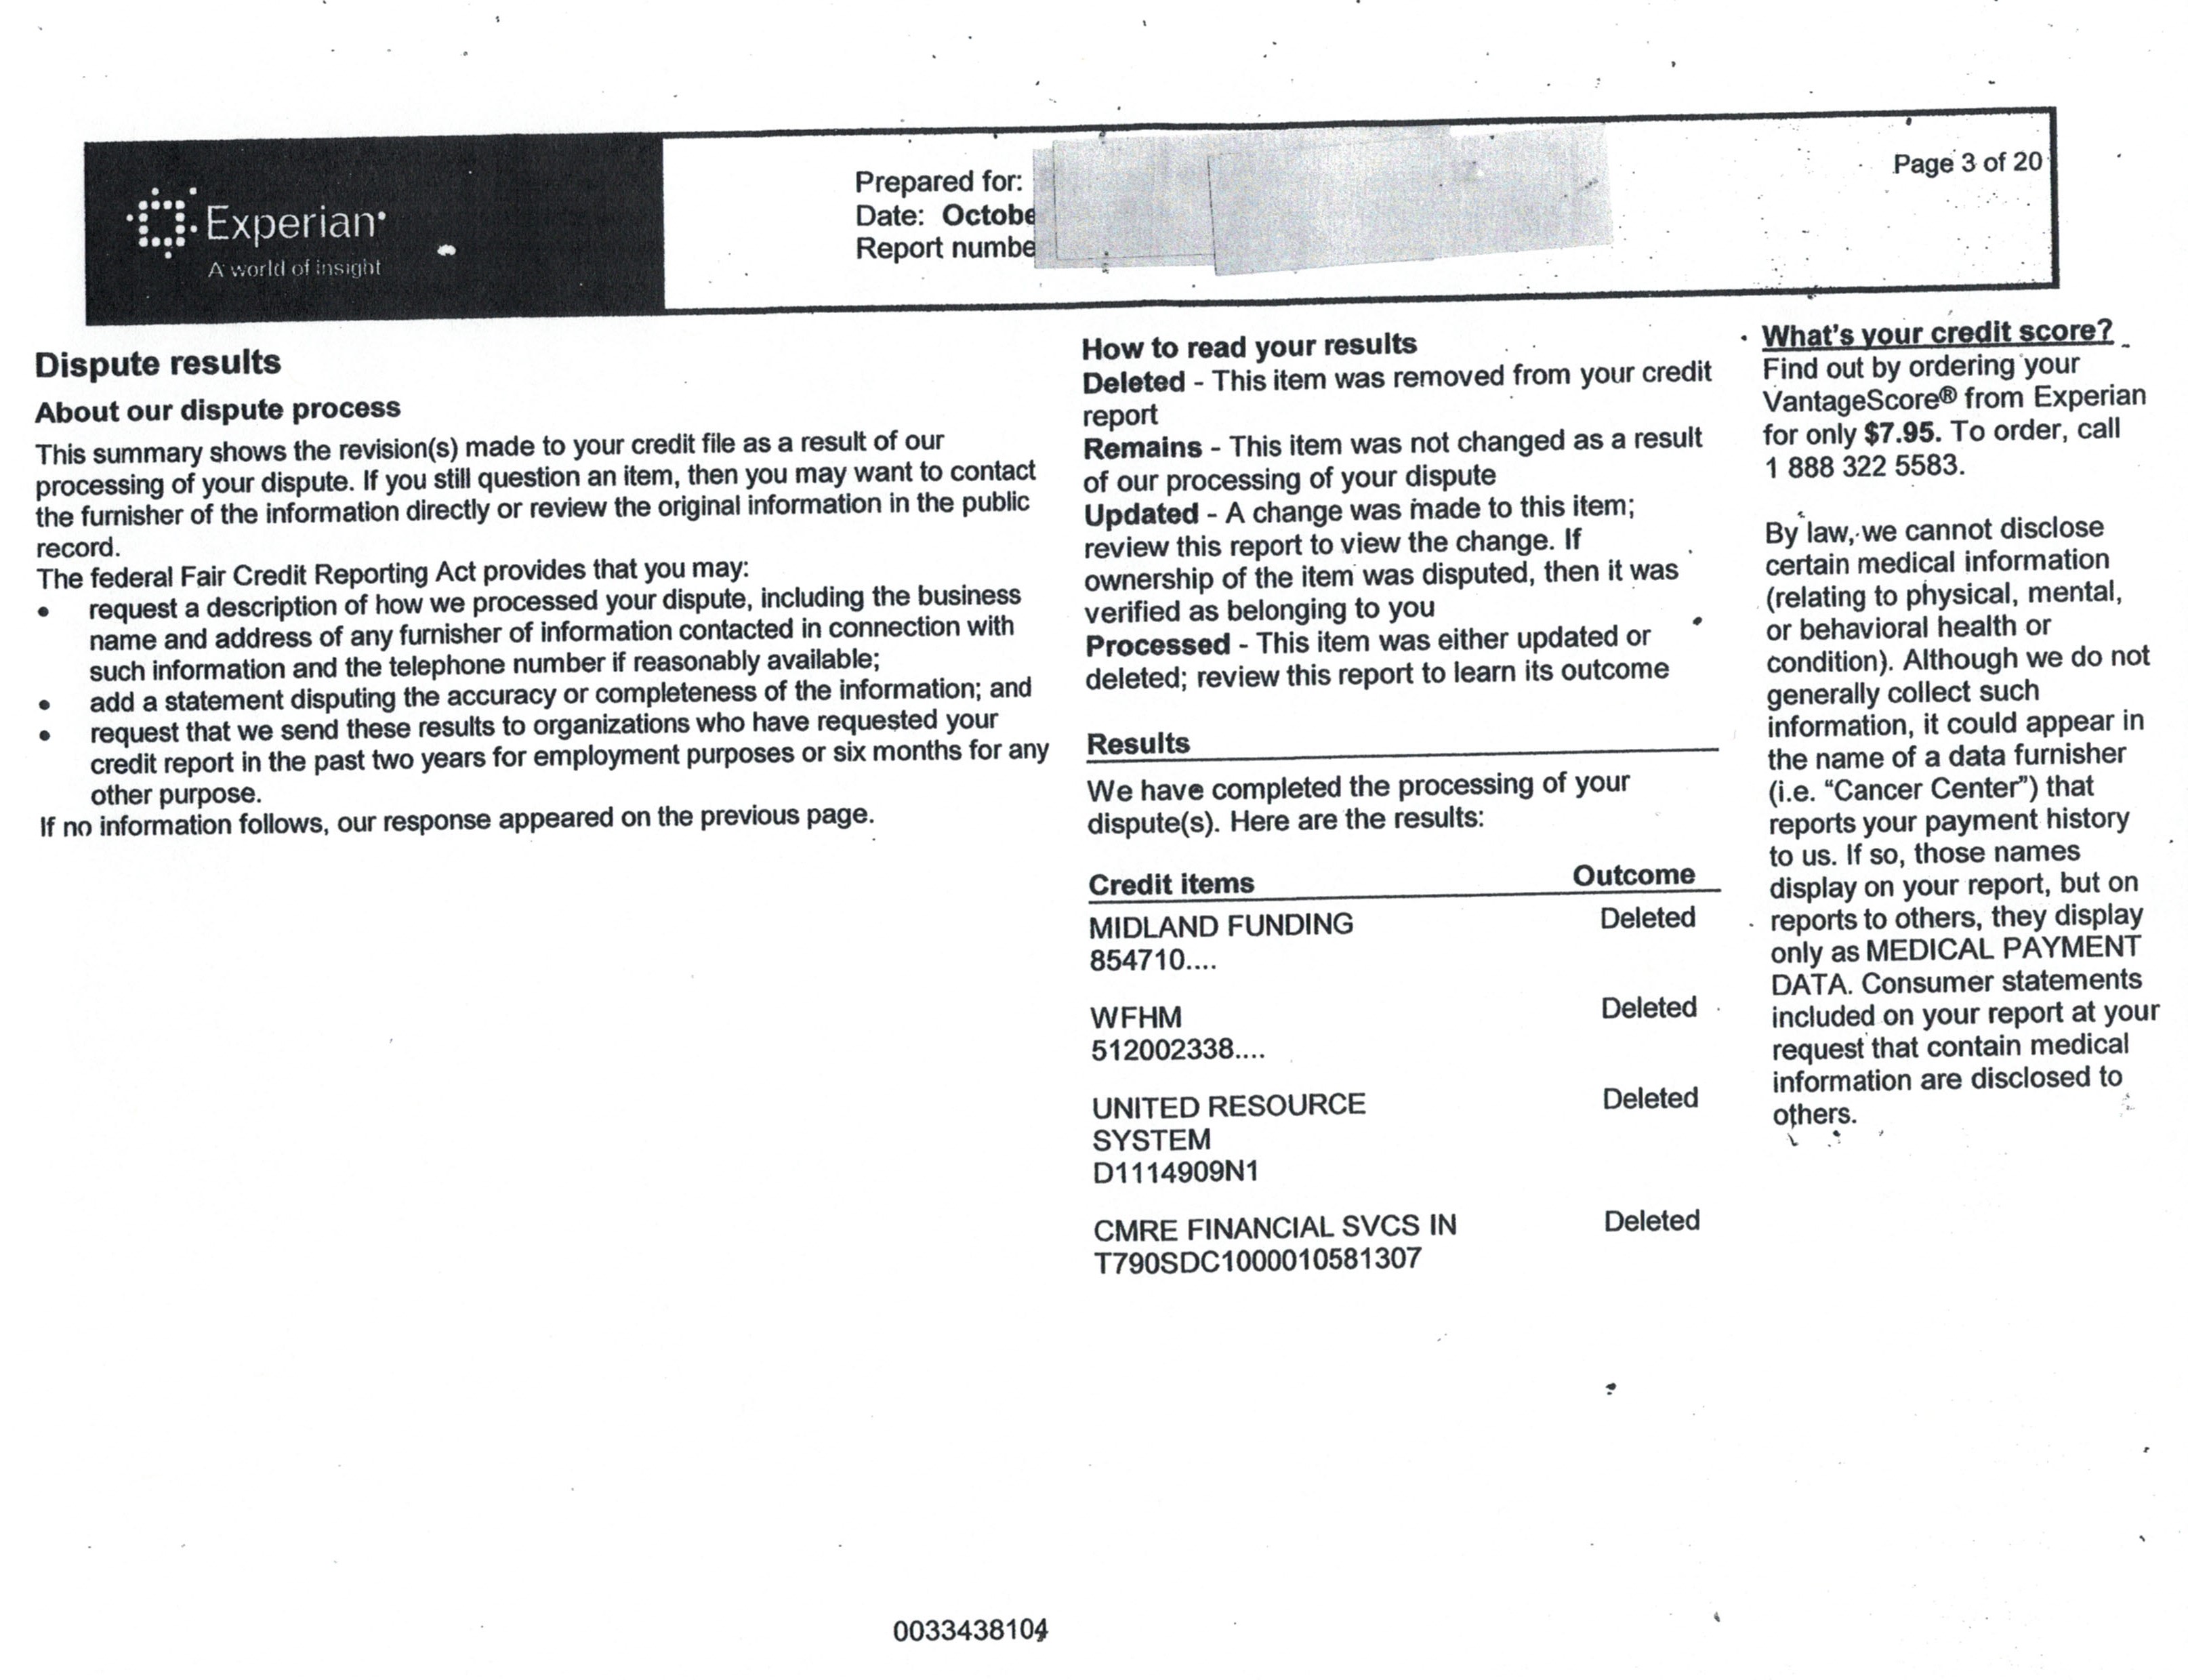 Experian
A world of insight
Prepared for:
Date: Octobe
Report numbe
Page 3 of 20
Dispute results
About our dispute process
This summary shows the revision(s) made to your credit file as a result of our
processing of your dispute. If you still question an item, then you may want to contact
the furnisher of the information directly or review the original information in the public
record.
The federal Fair Credit Reporting Act provides that you may:
• request a description of how we processed your dispute, including the business
name and address of any furnisher of information contacted in connection with
such information and the telephone number if reasonably available;
• add a statement disputing the accuracy or completeness of the information; and
• request that we send these results to organizations who have requested your
credit report in the past two years for employment purposes or six months for any
other purpose.
If no information follows, our response appeared on the previous page.
How to read your results
Deleted - This item was removed from your credit
report
Remains - This item was not changed as a result
of our processing of your dispute
Updated - A change was made to this item;
review this report to view the change. If
ownership of the item was disputed, then it was
verified as belonging to you
Processed - This item was either updated or
deleted; review this report to learn its outcome
Results
We have completed the processing of your
dispute(s). Here are the results:
Credit items Outcome
MIDLAND FUNDING Deleted
854710....
WFHM Deleted
512002338....
UNITED RESOURCE Deleted
SYSTEM
D1114909N1
CMRE FINANCIAL SVCS IN Deleted
T790SDC1000010581307
What's your credit score?
Find out by ordering your
VantageScore® from Experian
for only $7.95. To order, call
1 888 322 5583.
By law, we cannot disclose
certain medical information
(relating to physical, mental,
or behavioral health or
condition). Although we do not
generally collect such
information, it could appear in
the name of a data furnisher
(i.e. “Cancer Center”) that
reports your payment history
to us. If so, those names
display on your report, but on
reports to others, they display
only as MEDICAL PAYMENT
DATA. Consumer statements
included on your report at your
request that contain medical
information are disclosed to
others.
0033438104